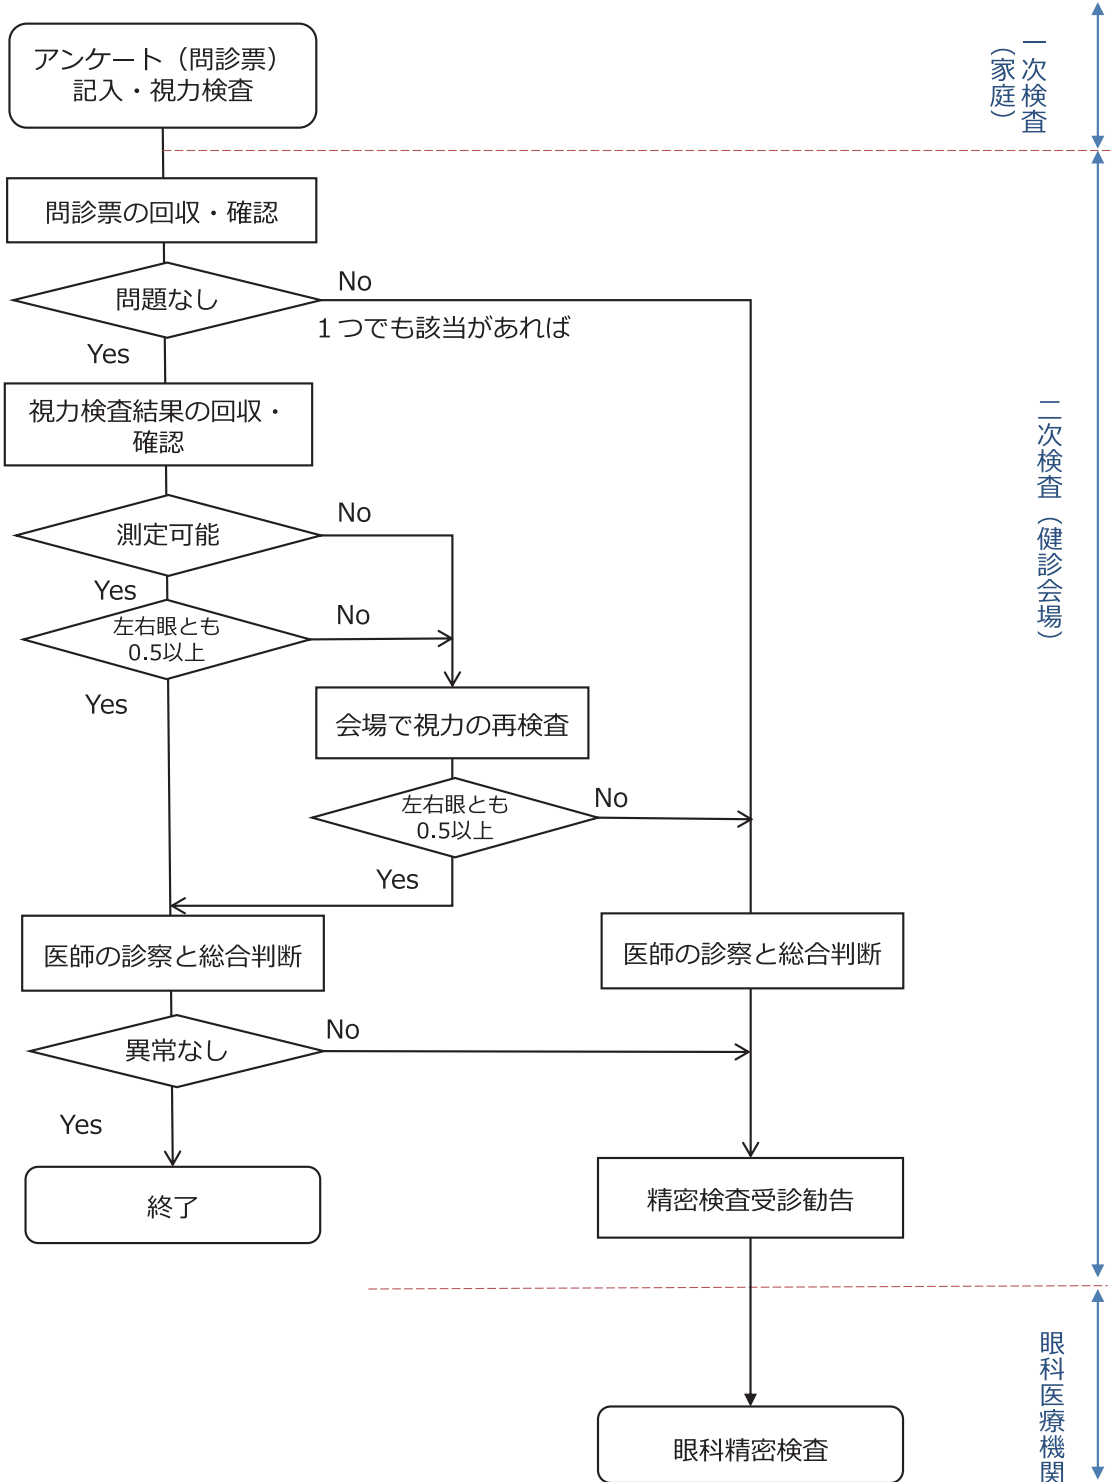 アンケート（問診票）
記入・視力検査
一次検査
（家庭）
問診票の回収・確認
問題なし
No
１つでも該当があれば
Yes
視力検査結果の回収・
確認
測定可能
No
Yes
左右眼とも
0.5以上
No
Yes
会場で視力の再検査
左右眼とも
0.5以上
No
Yes
医師の診察と総合判断
医師の診察と総合判断
異常なし
No
Yes
終了
精密検査受診勧告
二次検査（健診会場）
眼科精密検査
眼科医療機関